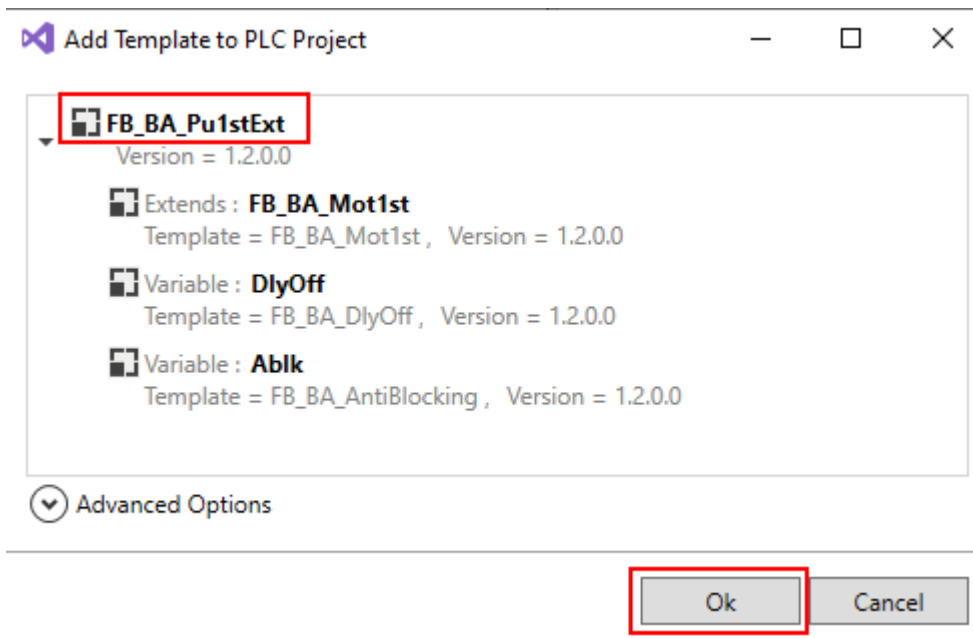 Add Template to PLC Project
FB_BA_Pu1stExt
Version = 1.2.0.0
Extends : FB_BA_Mot1st
Template = FB_BA_Mot1st , Version = 1.2.0.0
Variable : DlyOff
Template = FB_BA_DlyOff , Version = 1.2.0.0
Variable : Ablk
Template = FB_BA_AntiBlocking , Version = 1.2.0.0
Advanced Options
Ok Cancel